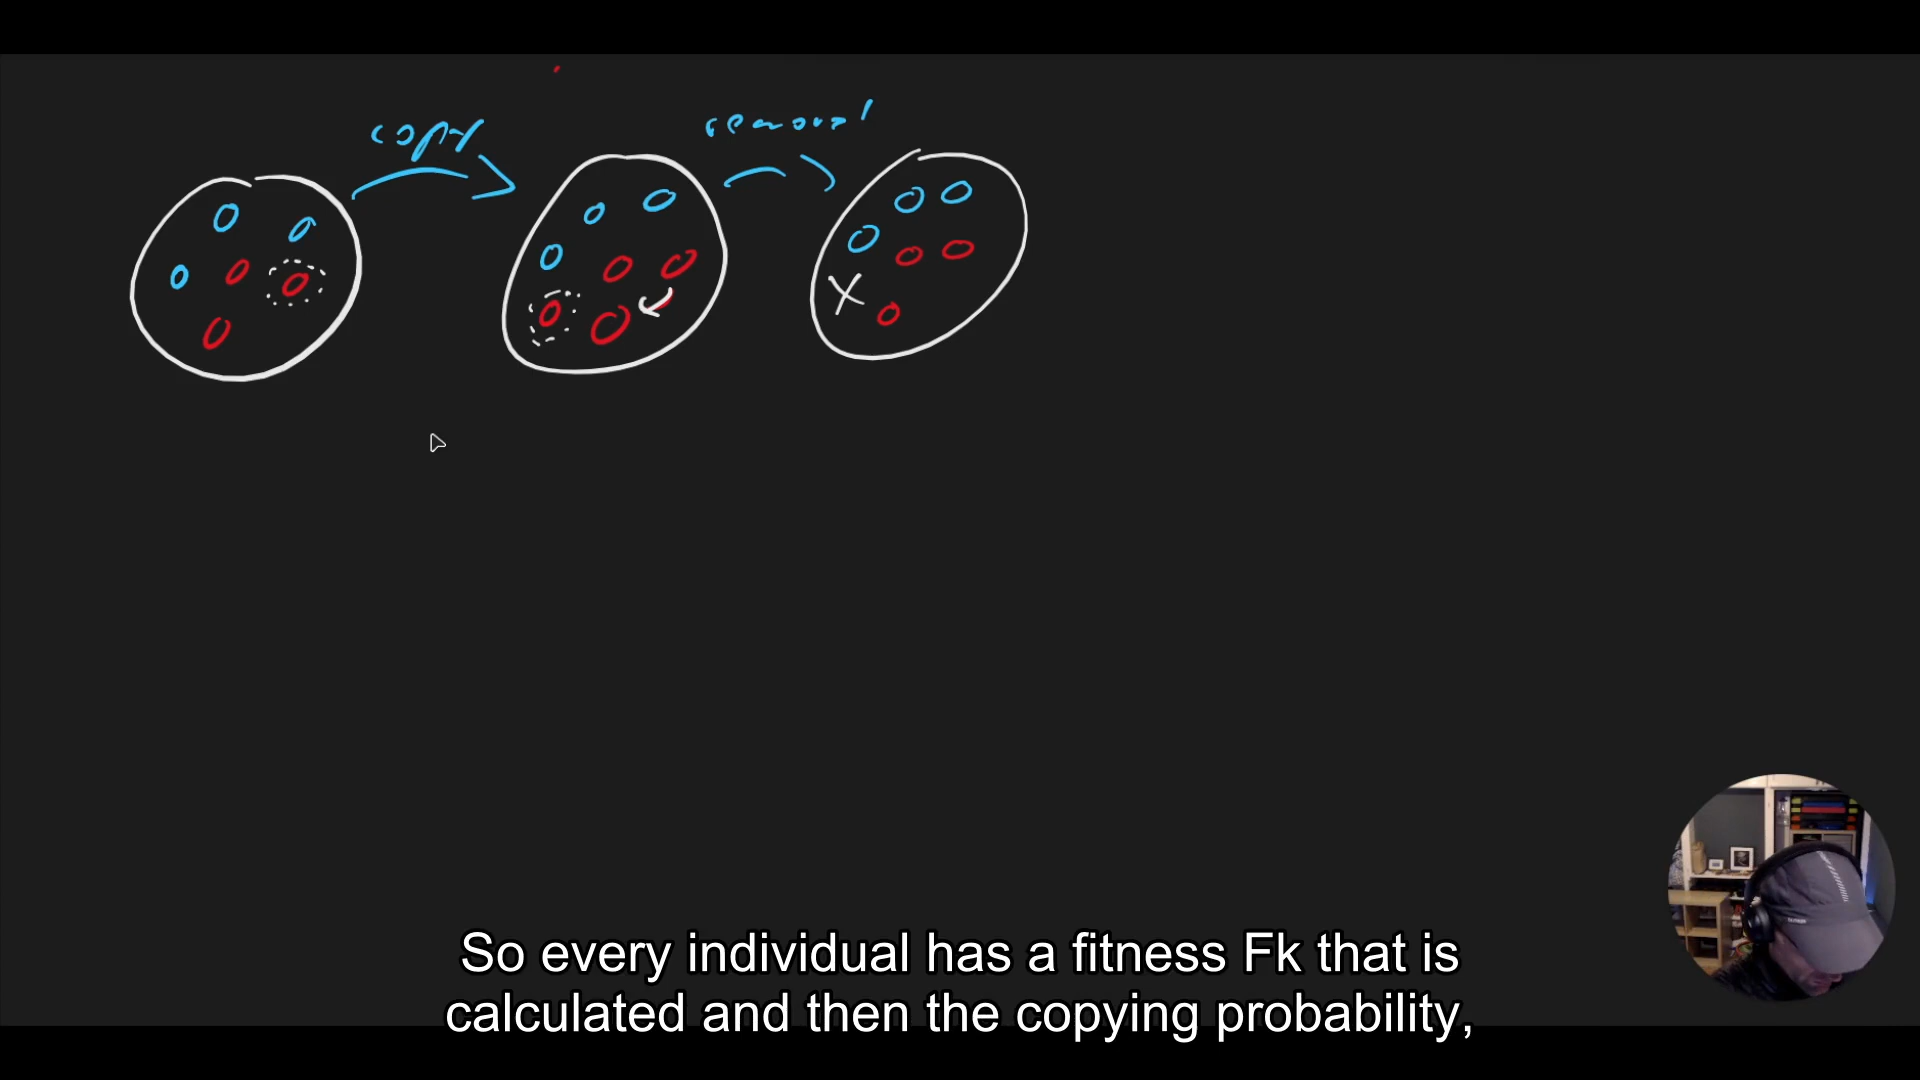 copy
removal
So every individual has a fitness Fk that is
calculated and then the copying probability,